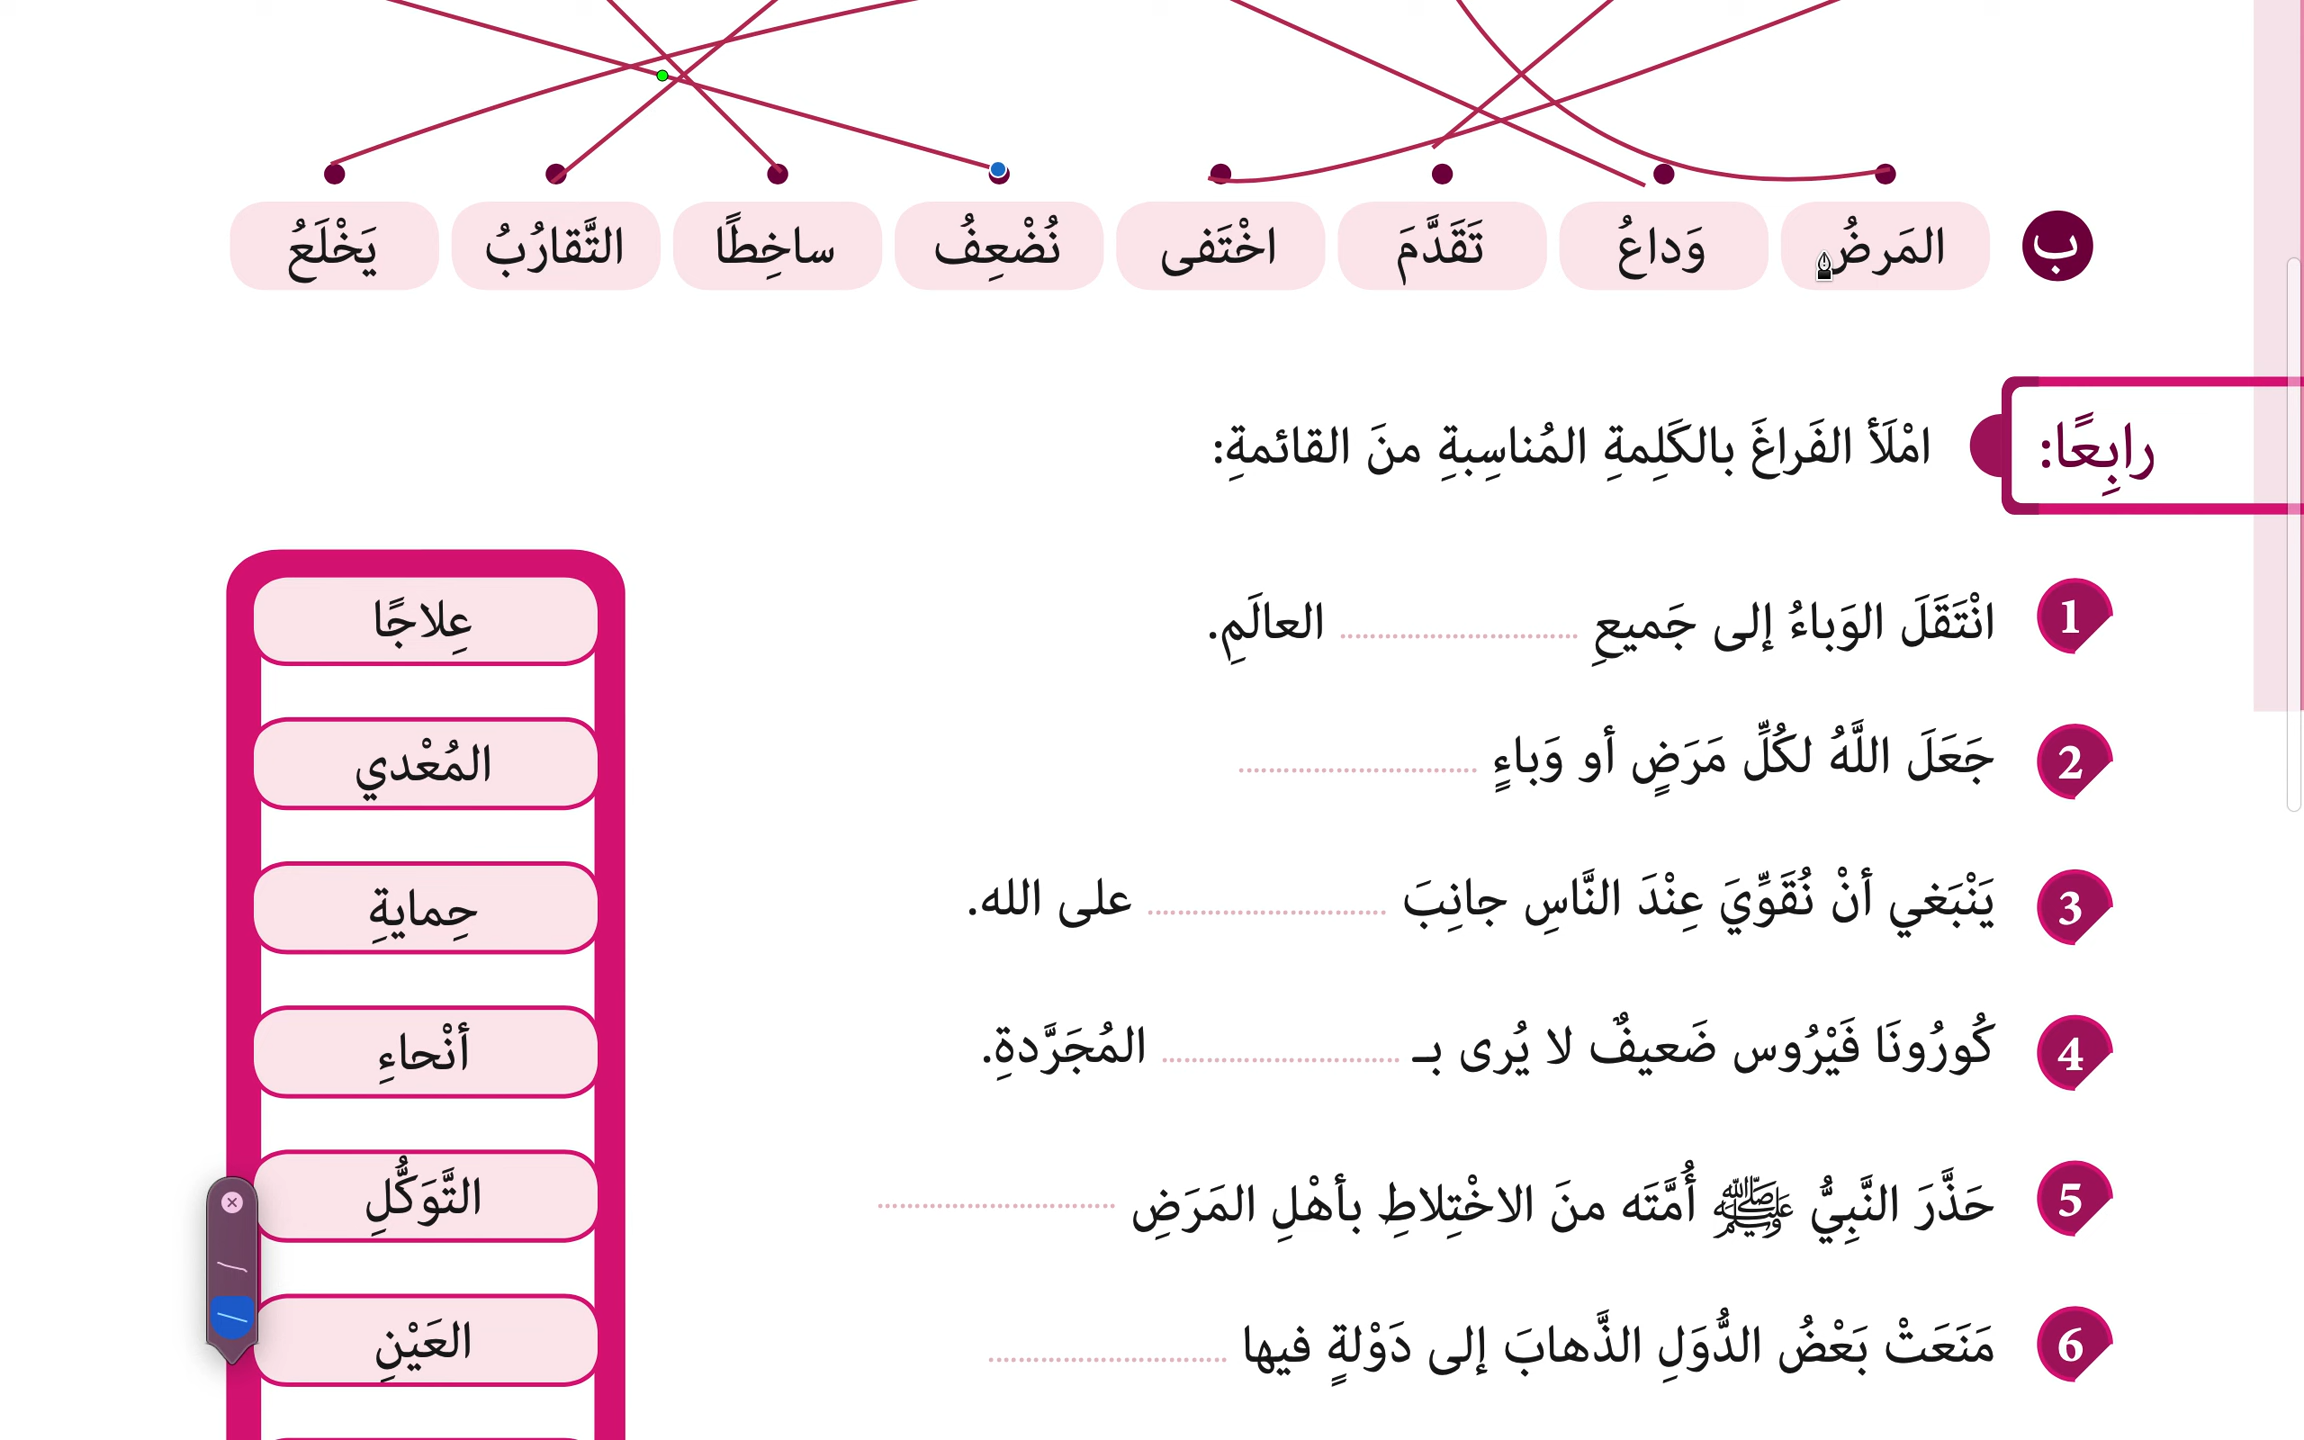 ب المَرضُ وَداعُ تَقَدَّمَ اخْتَفى نُضْعِفُ ساخِطًا التَّقارُبُ يَخْلَعُ
رابِعًا: امْلَأ الفَراغَ بالكَلِمةِ المُناسِبةِ منَ القائمةِ:
1 انْتَقَلَ الوَباءُ إلى جَميعِ ............ العالَمِ.
2 جَعَلَ اللَّهُ لكُلِّ مَرَضٍ أو وَباءٍ ............
3 يَنْبَغي أنْ نُقَوِّيَ عِنْدَ النَّاسِ جانِبَ ............ على الله.
4 كُورُونَا فَيْرُوس ضَعيفٌ لا يُرى بـ ............ المُجَرَّدةِ.
5 حَذَّرَ النَّبِيُّ ﷺ أُمَّتَه منَ الاخْتِلاطِ بأهْلِ المَرَضِ ............
6 مَنَعَتْ بَعْضُ الدُّوَلِ الذَّهابَ إلى دَوْلةٍ فيها ............
عِلاجًا
المُعْدي
حِمايةِ
أنْحاءِ
التَّوَكُّلِ
العَيْنِ